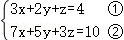 3x+2y+z=4 ①
7x+5y+3z=10 ②